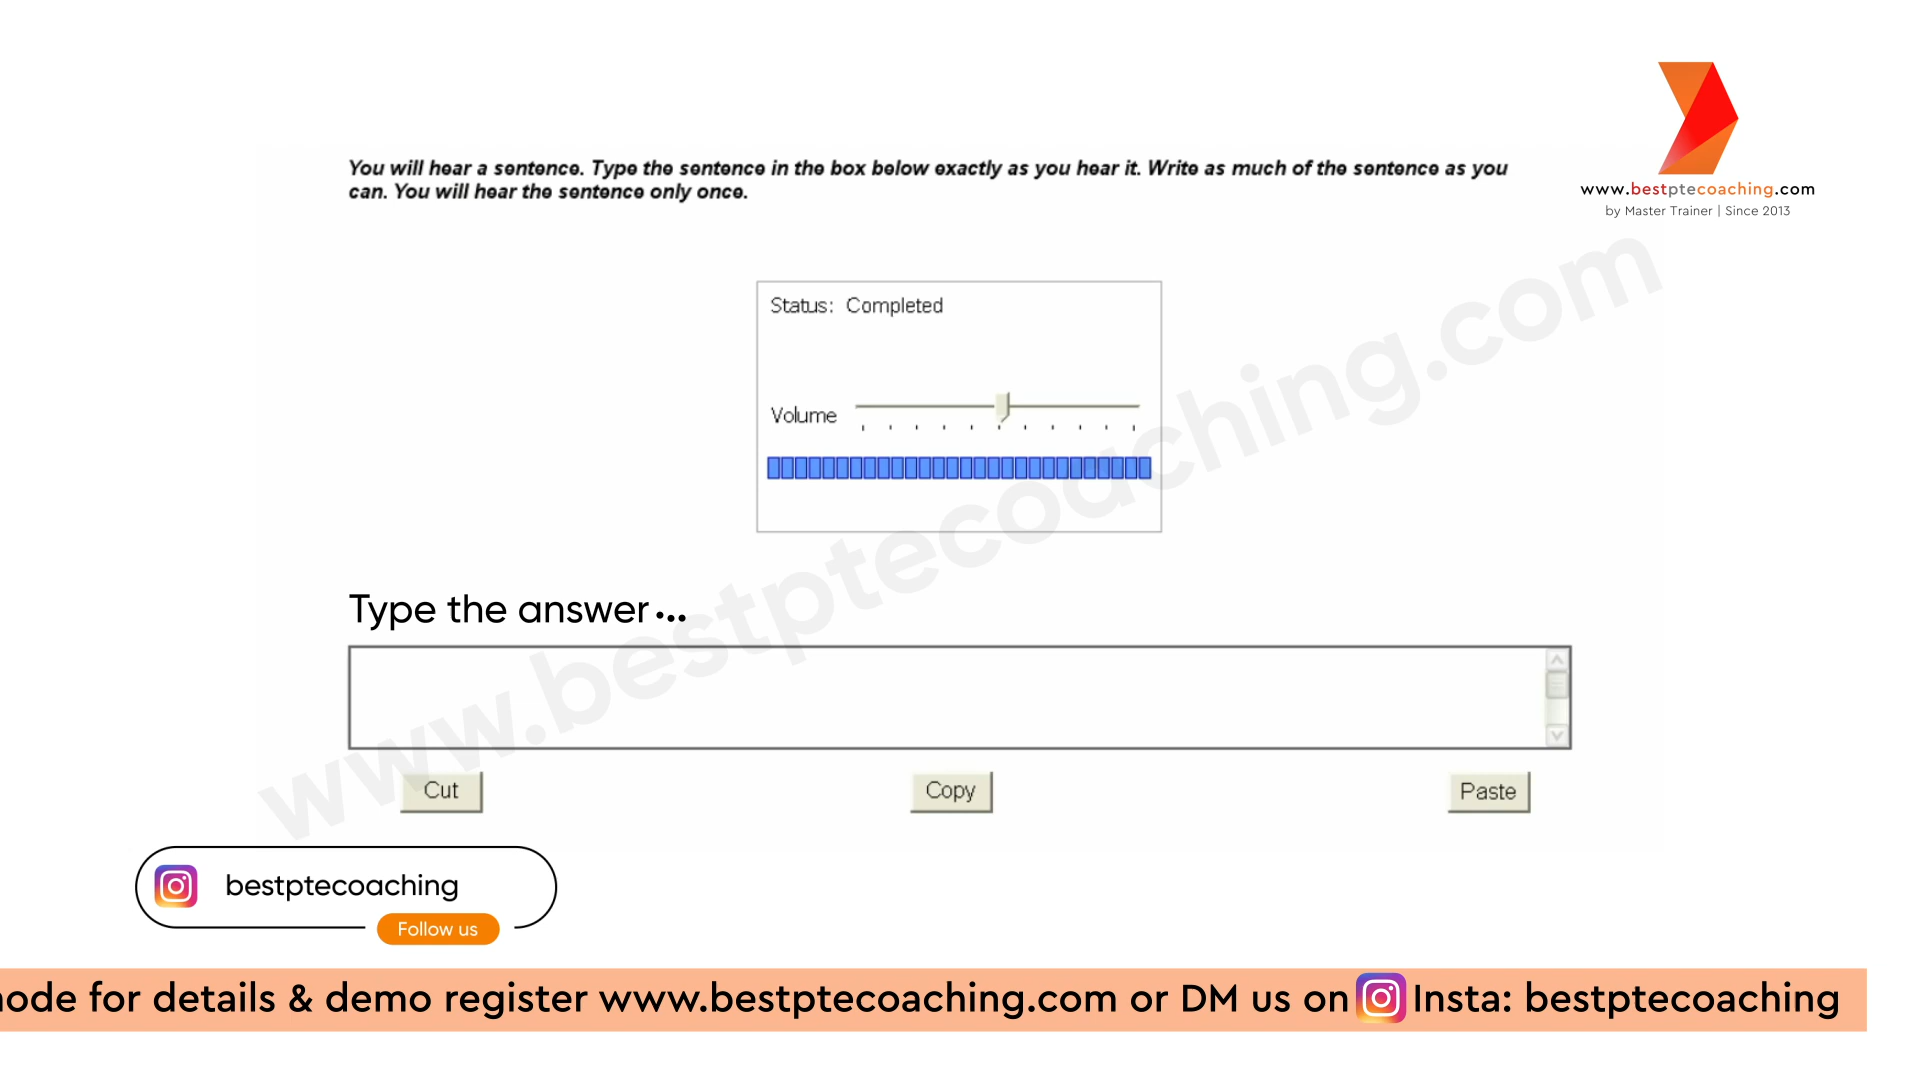 You will hear a sentence. Type the sentence in the box below exactly as you hear it. Write as much of the sentence as you
can. You will hear the sentence only once.
www.bestptecoaching.com
by Master Trainer | Since 2013
Status: Completed
Volume
www.bestptecoaching.com
Type the answer...
Cut
Copy
Paste
bestptecoaching
Follow us
for details & demo register www.bestptecoaching.com or DM us on Insta: bestptecoaching